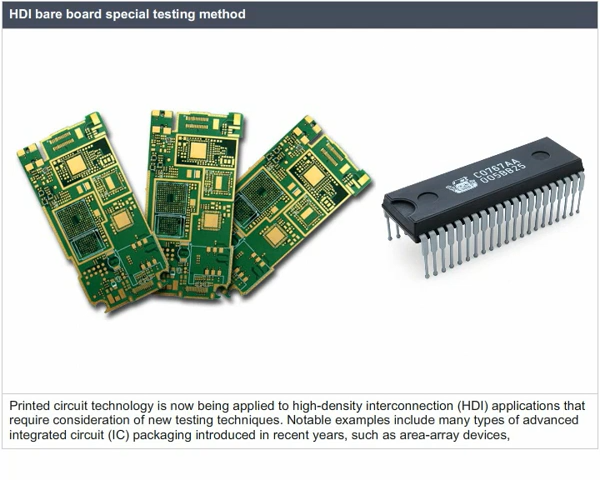 HDI bare board special testing method
C0767AA
005B825
Printed circuit technology is now being applied to high-density interconnection (HDI) applications that
require consideration of new testing techniques. Notable examples include many types of advanced
integrated circuit (IC) packaging introduced in recent years, such as area-array devices,